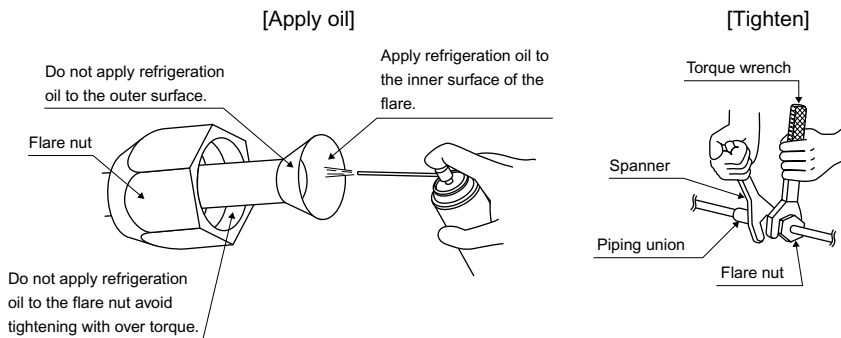 [Apply oil]
Do not apply refrigeration
oil to the outer surface.
Apply refrigeration oil to
the inner surface of the
flare.
Flare nut
Do not apply refrigeration
oil to the flare nut avoid
tightening with over torque.
[Tighten]
Torque wrench
Spanner
Piping union
Flare nut